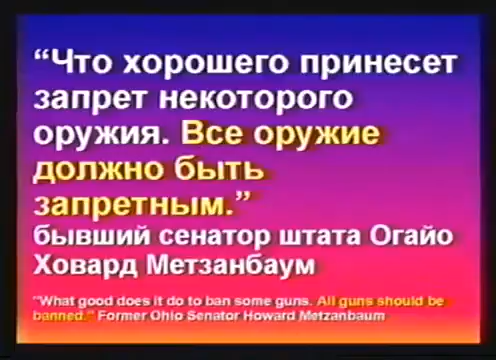 “Что хорошего принесет
запрет некоторого
оружия. Все оружие
должно быть
запретным.”
бывший сенатор штата Огайо
Ховард Метзанбаум
"What good does it do to ban some guns. All guns should be
banned." Former Ohio Senator Howard Metzanbaum